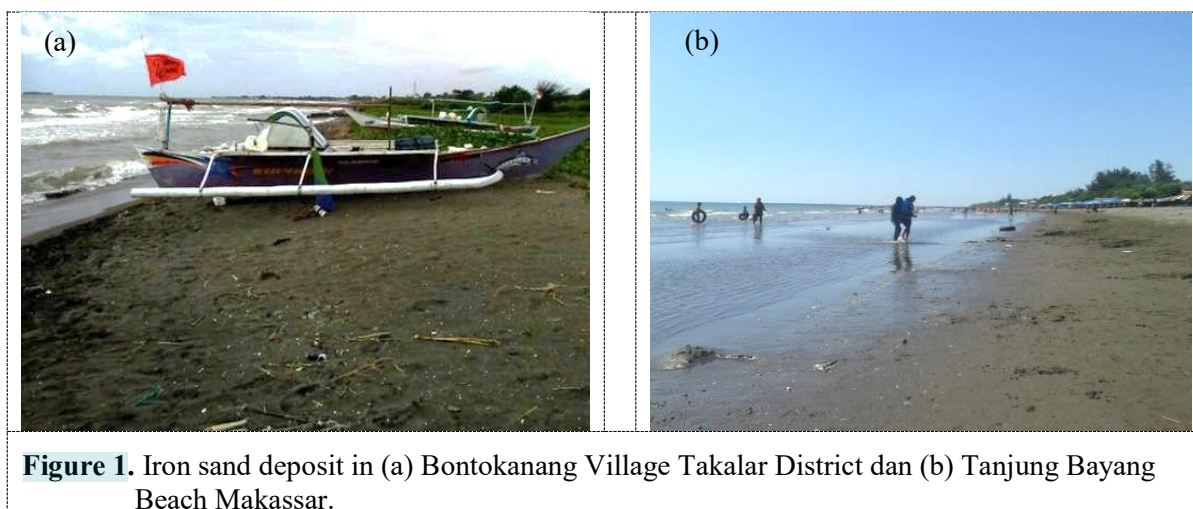 (a)
(b)
Figure 1. Iron sand deposit in (a) Bontokanang Village Takalar District dan (b) Tanjung Bayang
Beach Makassar.